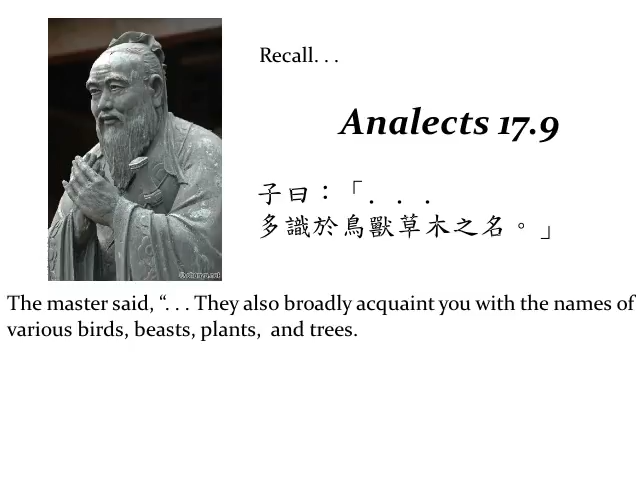 Recall. . .
Analects 17.9
子曰：「．．．
多識於鳥獸草木之名。」
The master said, “. . . They also broadly acquaint you with the names of
various birds, beasts, plants,  and trees.